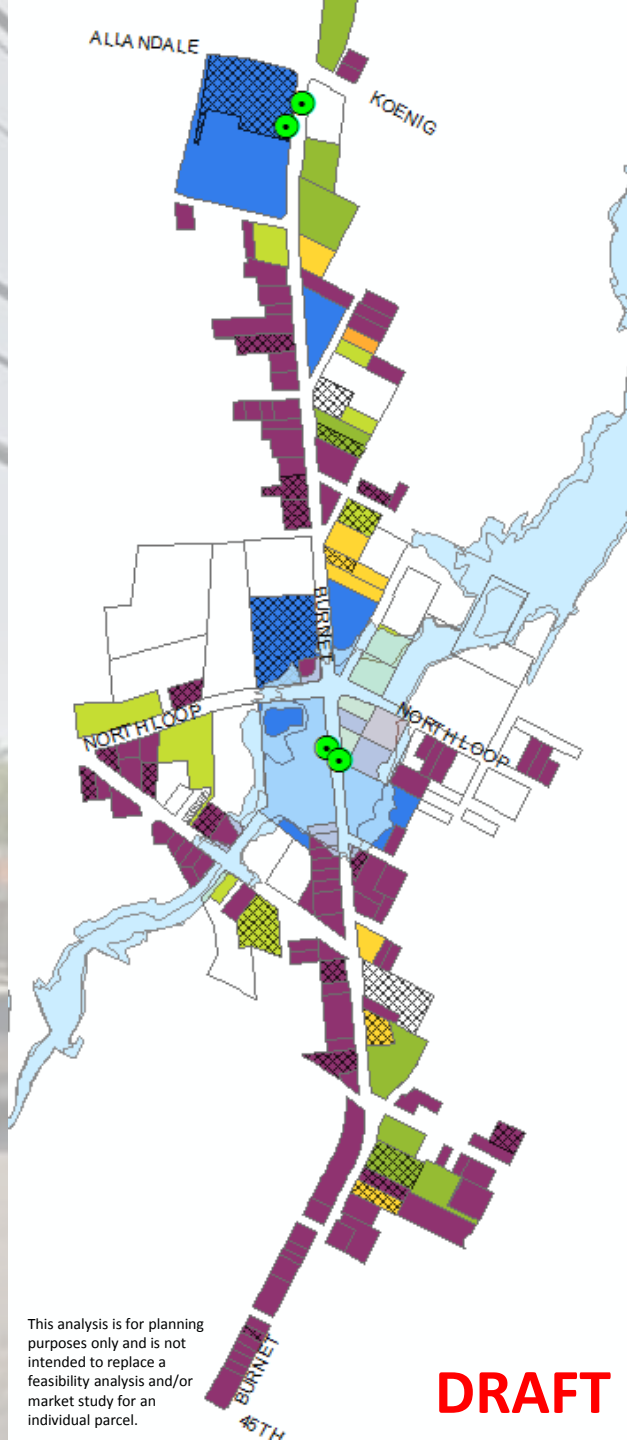 ALLANDALE
KOENIG
BURNET
NORTH LOOP
NORTH LOOP
This analysis is for planning
purposes only and is not
intended to replace a
feasibility analysis and/or
market study for an
individual parcel.
BURNET
45TH
DRAFT